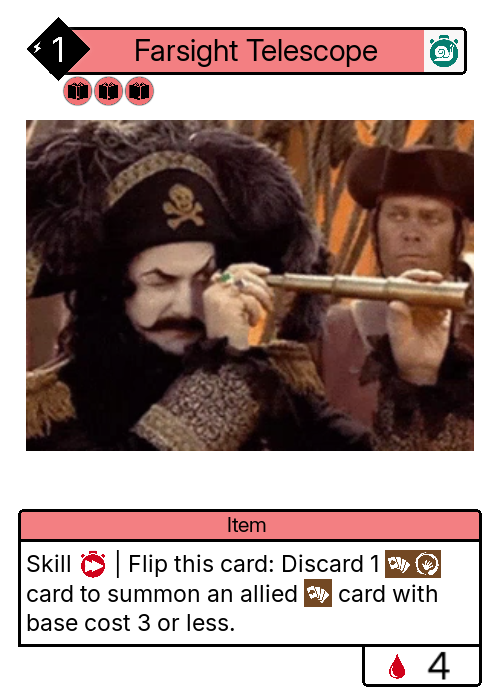 1
Farsight Telescope
Item
Skill | Flip this card: Discard 1
card to summon an allied card with
base cost 3 or less.
4